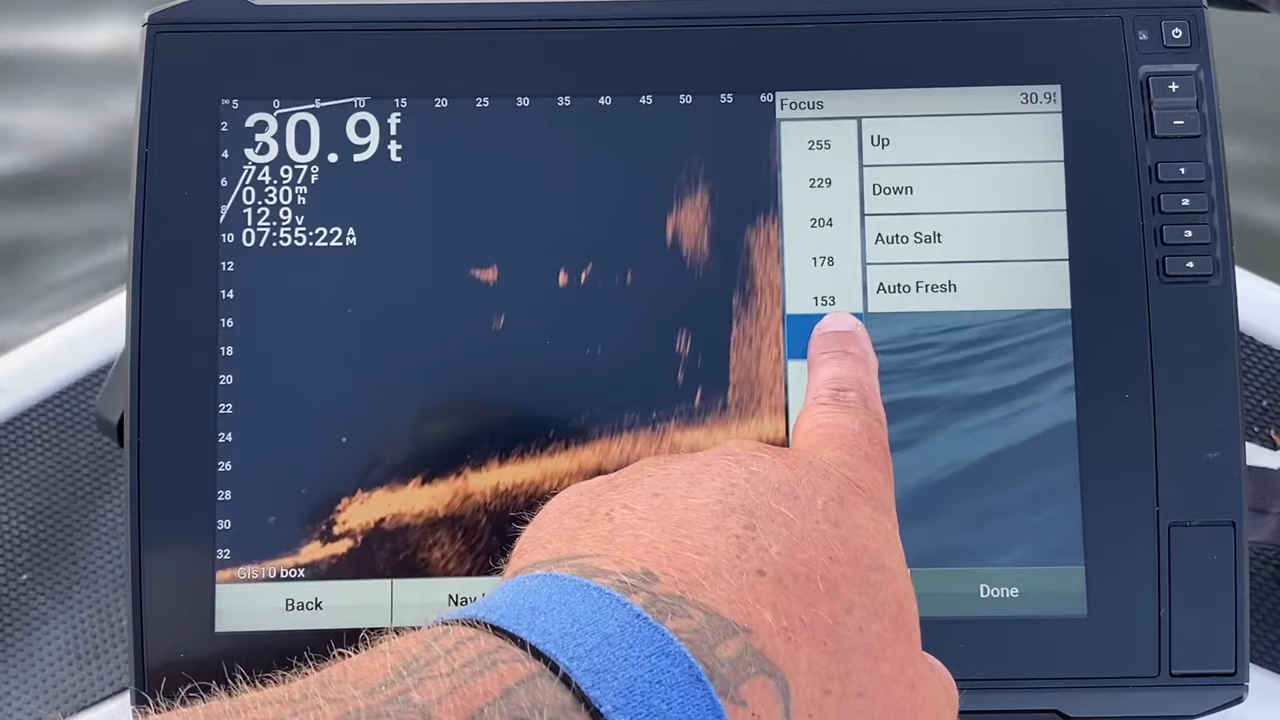 5 0 5 10 15 20 25 30 35 40 45 50 55 60
30.9 ft
74.97°F
0.30mh
12.9v
07:55:22AM
2
4
6
8
10
12
14
16
18
20
22
24
26
28
30
32
Gls10 box
Back
Nav
Focus 30.9
255
229
204
178
153
Up
Down
Auto Salt
Auto Fresh
Done
+
−
1
2
3
4